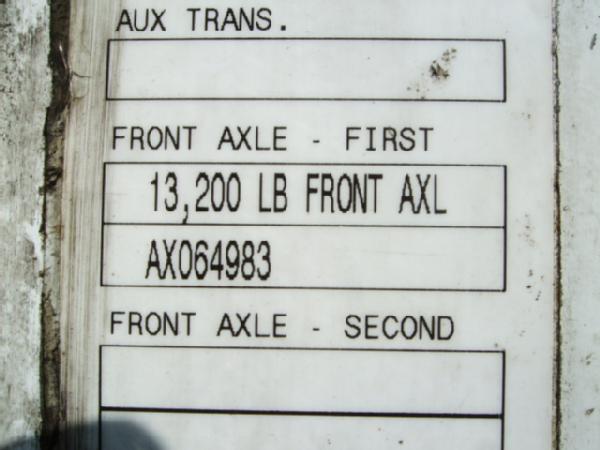 AUX TRANS.
FRONT AXLE - FIRST
13,200 LB FRONT AXL
AX064983
FRONT AXLE - SECOND